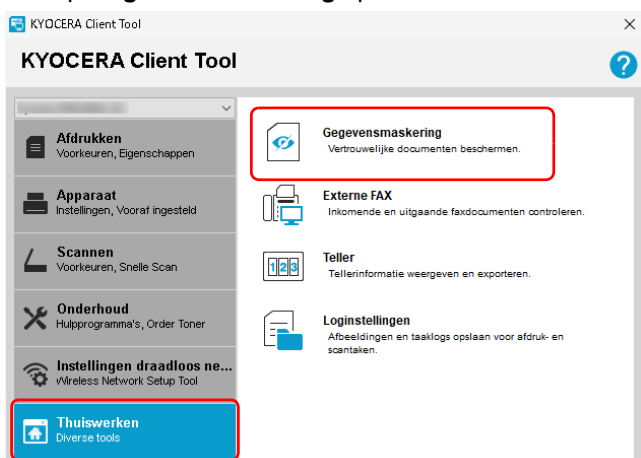 KYOCERA Client Tool
KYOCERA Client Tool
?
Afdrukken
Voorkeuren, Eigenschappen
Apparaat
Instellingen, Vooraf ingesteld
Scannen
Voorkeuren, Snelle Scan
Onderhoud
Hulpprogramma's, Order Toner
Instellingen draadloos ne...
Wireless Network Setup Tool
Thuiswerken
Diverse tools
Gegevensmaskering
Vertrouwelijke documenten beschermen.
Externe FAX
Inkomende en uitgaande faxdocumenten controleren.
123
Teller
Tellerinformatie weergeven en exporteren.
Loginstellingen
Afbeeldingen en taaklogs opslaan voor afdruk- en
scantaken.